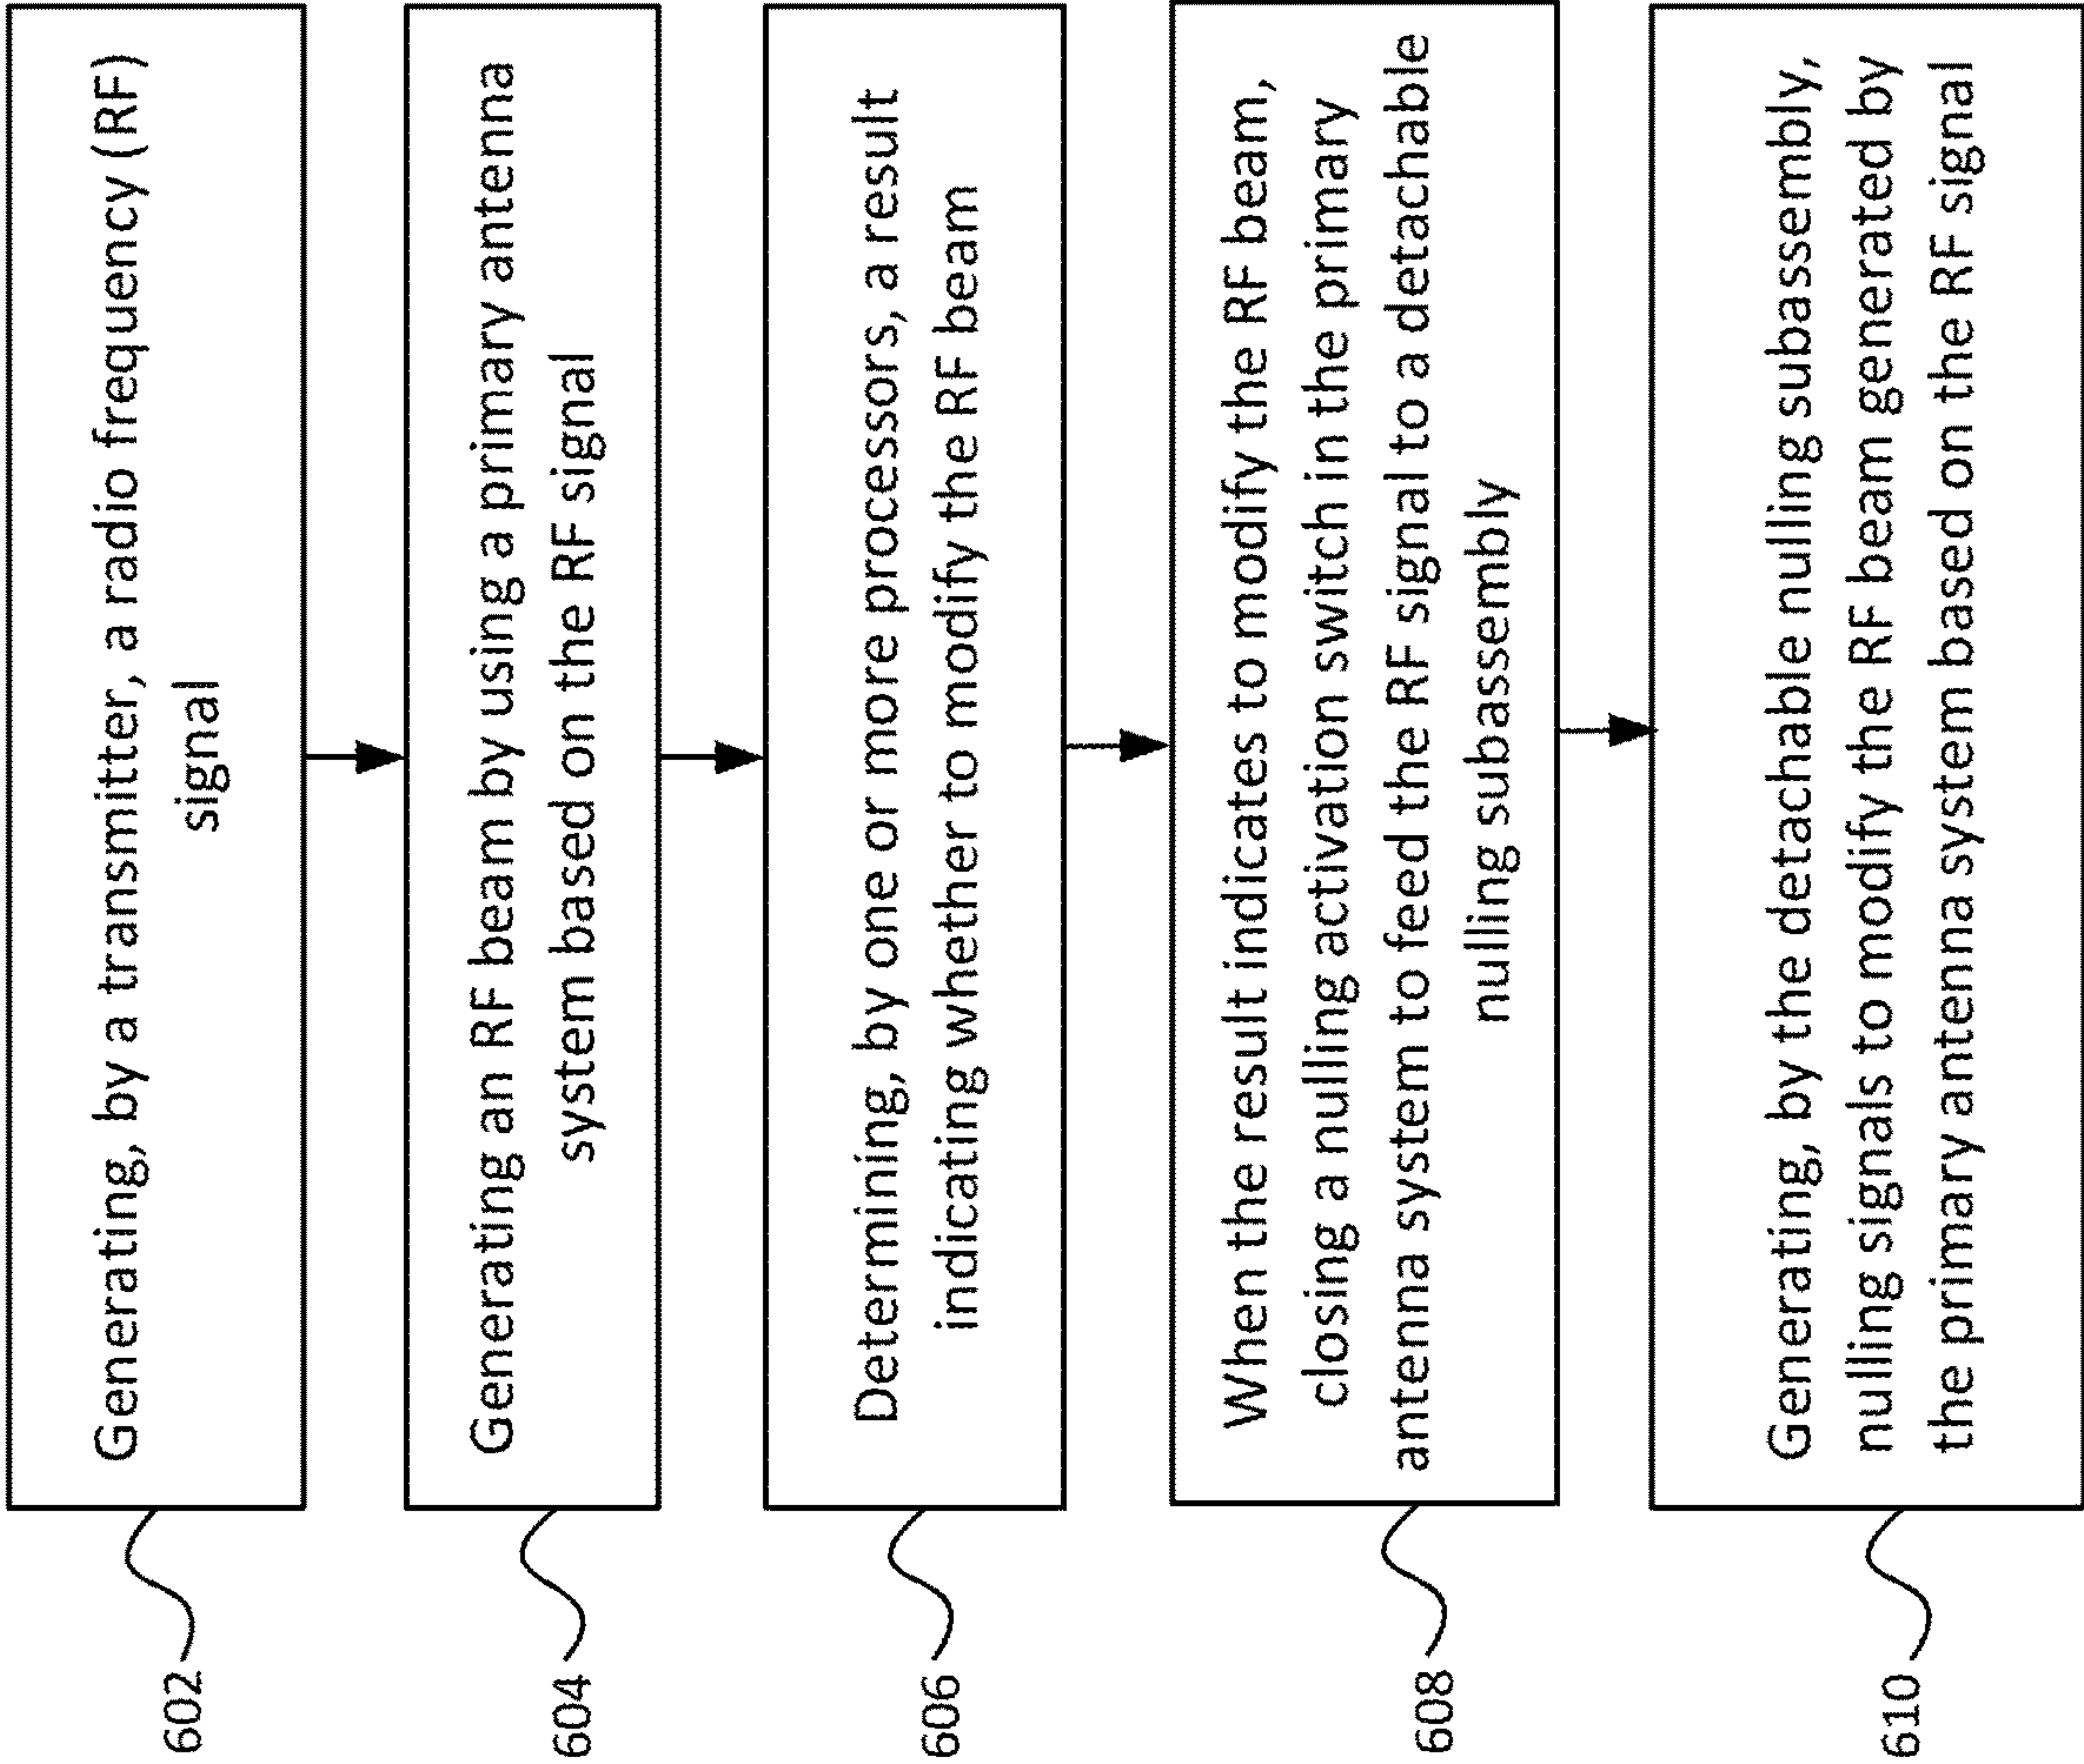 602
Generating, by a transmitter, a radio frequency (RF)
signal
604
Generating an RF beam by using a primary antenna
system based on the RF signal
606
Determining, by one or more processors, a result
indicating whether to modify the RF beam
608
When the result indicates to modify the RF beam,
closing a nulling activation switch in the primary
antenna system to feed the RF signal to a detachable
nulling subassembly
610
Generating, by the detachable nulling subassembly,
nulling signals to modify the RF beam generated by
the primary antenna system based on the RF signal